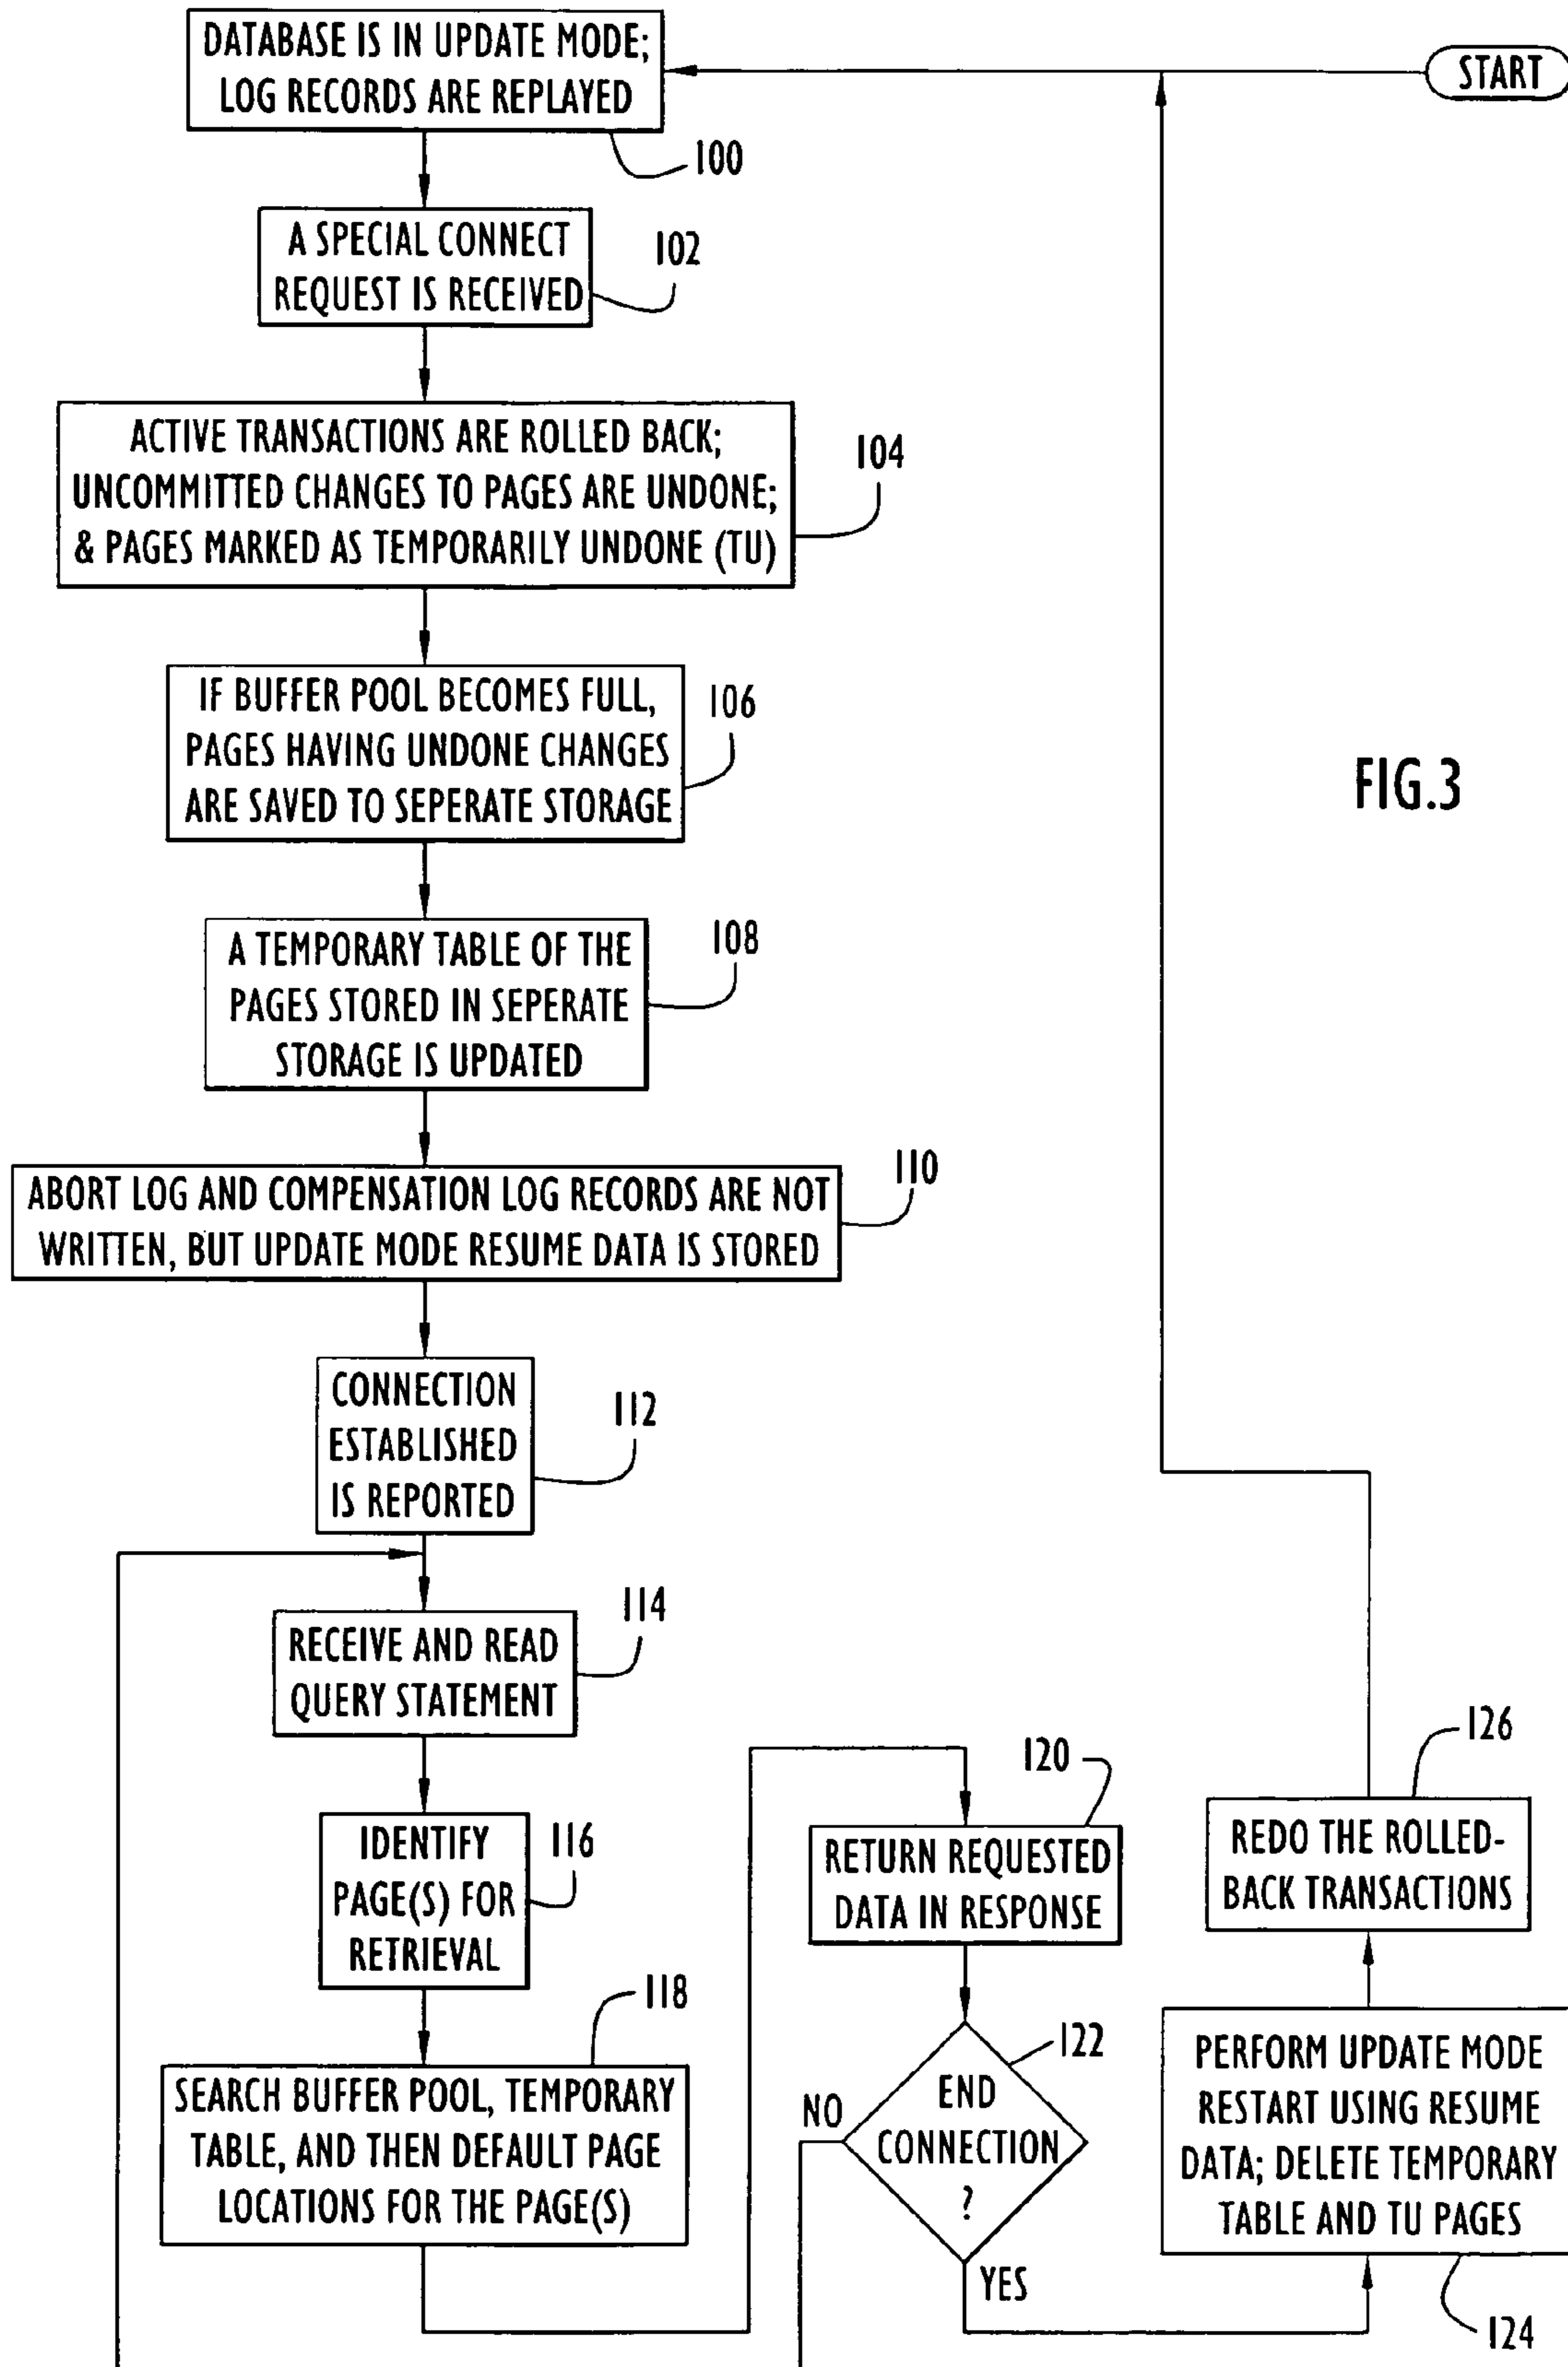 DATABASE IS IN UPDATE MODE;
LOG RECORDS ARE REPLAYED
START
100
A SPECIAL CONNECT
REQUEST IS RECEIVED
102
ACTIVE TRANSACTIONS ARE ROLLED BACK;
UNCOMMITTED CHANGES TO PAGES ARE UNDONE;
& PAGES MARKED AS TEMPORARILY UNDONE (TU)
104
IF BUFFER POOL BECOMES FULL,
PAGES HAVING UNDONE CHANGES
ARE SAVED TO SEPERATE STORAGE
106
FIG.3
A TEMPORARY TABLE OF THE
PAGES STORED IN SEPERATE
STORAGE IS UPDATED
108
ABORT LOG AND COMPENSATION LOG RECORDS ARE NOT
WRITTEN, BUT UPDATE MODE RESUME DATA IS STORED
110
CONNECTION
ESTABLISHED
IS REPORTED
112
RECEIVE AND READ
QUERY STATEMENT
114
IDENTIFY
PAGE(S) FOR
RETRIEVAL
116
SEARCH BUFFER POOL, TEMPORARY
TABLE, AND THEN DEFAULT PAGE
LOCATIONS FOR THE PAGE(S)
118
RETURN REQUESTED
DATA IN RESPONSE
120
END
CONNECTION
?
122
NO
YES
PERFORM UPDATE MODE
RESTART USING RESUME
DATA; DELETE TEMPORARY
TABLE AND TU PAGES
124
REDO THE ROLLED-
BACK TRANSACTIONS
126